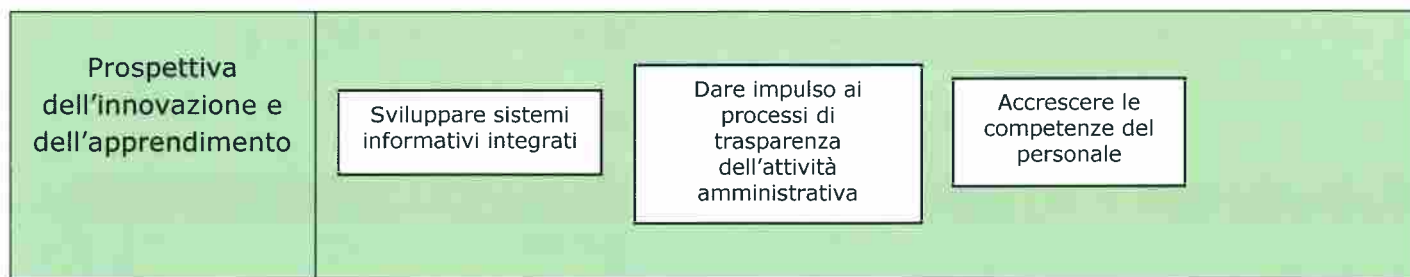 Prospettiva
dell'innovazione e
dell'apprendimento
Sviluppare sistemi
informativi integrati
Dare impulso ai
processi di
trasparenza
dell'attività
amministrativa
Accrescere le
competenze del
personale